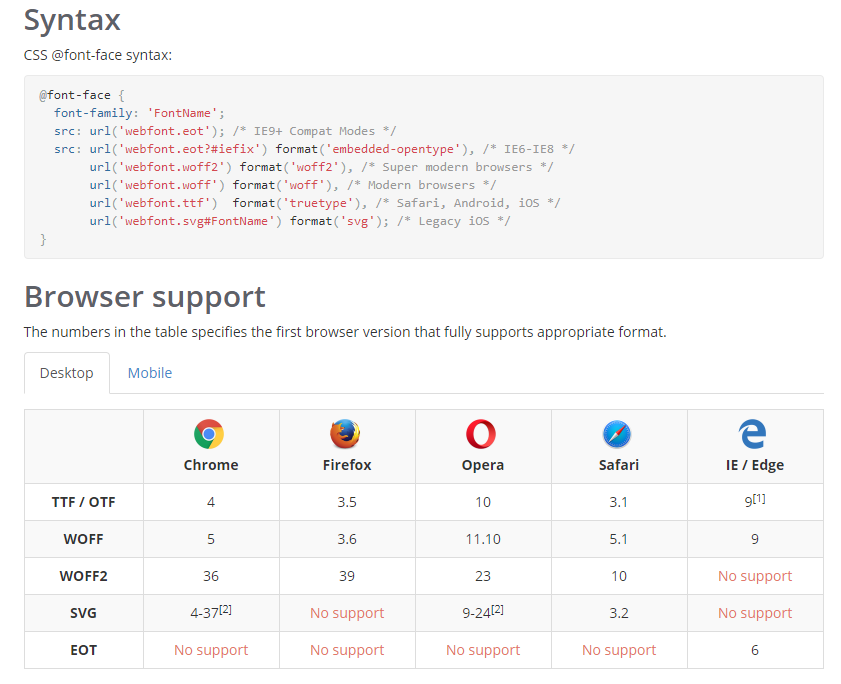 Syntax
CSS @font-face syntax:
@font-face {
  font-family: 'FontName';
  src: url('webfont.eot'); /* IE9+ Compat Modes */
  src: url('webfont.eot?#iefix') format('embedded-opentype'), /* IE6-IE8 */
       url('webfont.woff2') format('woff2'), /* Super modern browsers */
       url('webfont.woff') format('woff'), /* Modern browsers */
       url('webfont.ttf')  format('truetype'), /* Safari, Android, iOS */
       url('webfont.svg#FontName') format('svg'); /* Legacy iOS */
}
Browser support
The numbers in the table specifies the first browser version that fully supports appropriate format.
Desktop Mobile
Chrome Firefox Opera Safari IE / Edge
TTF / OTF 4 3.5 10 3.1 9[1]
WOFF 5 3.6 11.10 5.1 9
WOFF2 36 39 23 10 No support
SVG 4-37[2] No support 9-24[2] 3.2 No support
EOT No support No support No support No support 6